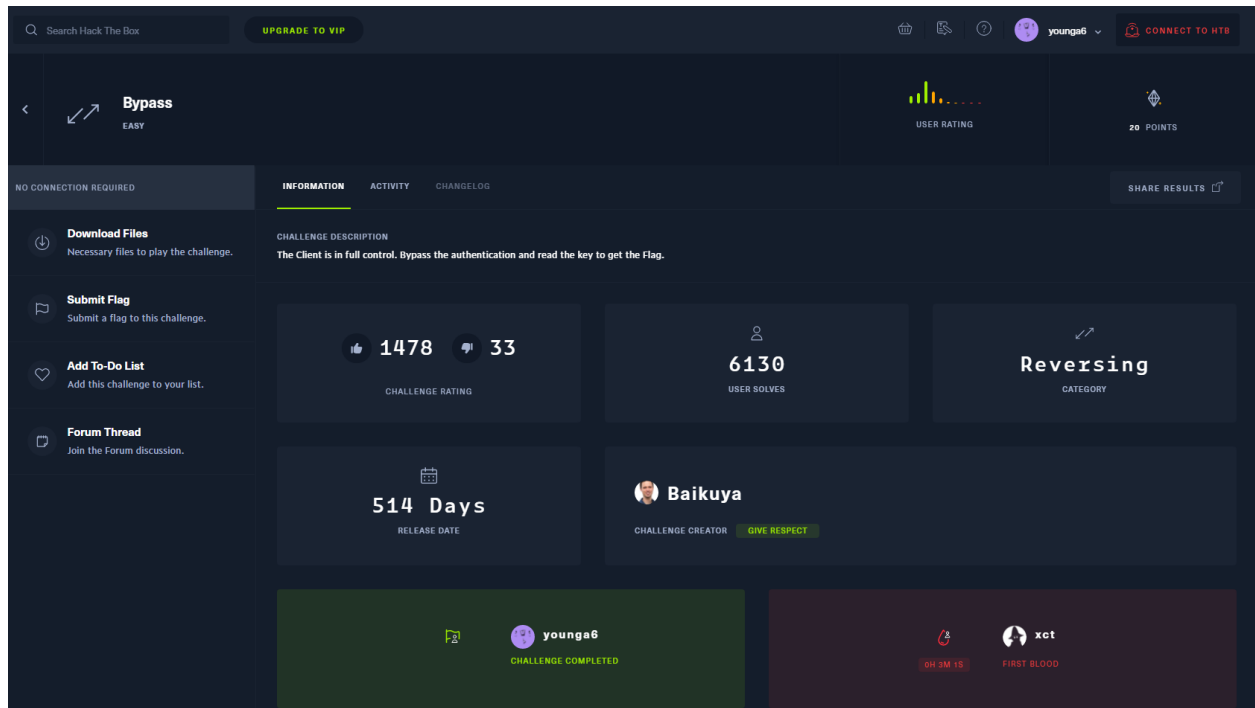 Search Hack The Box
UPGRADE TO VIP
younga6
CONNECT TO HTB
Bypass
EASY
USER RATING
20 POINTS
NO CONNECTION REQUIRED
INFORMATION
ACTIVITY
CHANGELOG
SHARE RESULTS
Download Files
Necessary files to play the challenge.
Submit Flag
Submit a flag to this challenge.
Add To-Do List
Add this challenge to your list.
Forum Thread
Join the Forum discussion.
CHALLENGE DESCRIPTION
The Client is in full control. Bypass the authentication and read the key to get the Flag.
1478 33
CHALLENGE RATING
6130
USER SOLVES
Reversing
CATEGORY
514 Days
RELEASE DATE
Baikuya
CHALLENGE CREATOR GIVE RESPECT
younga6
CHALLENGE COMPLETED
xct
0H 3M 1S FIRST BLOOD